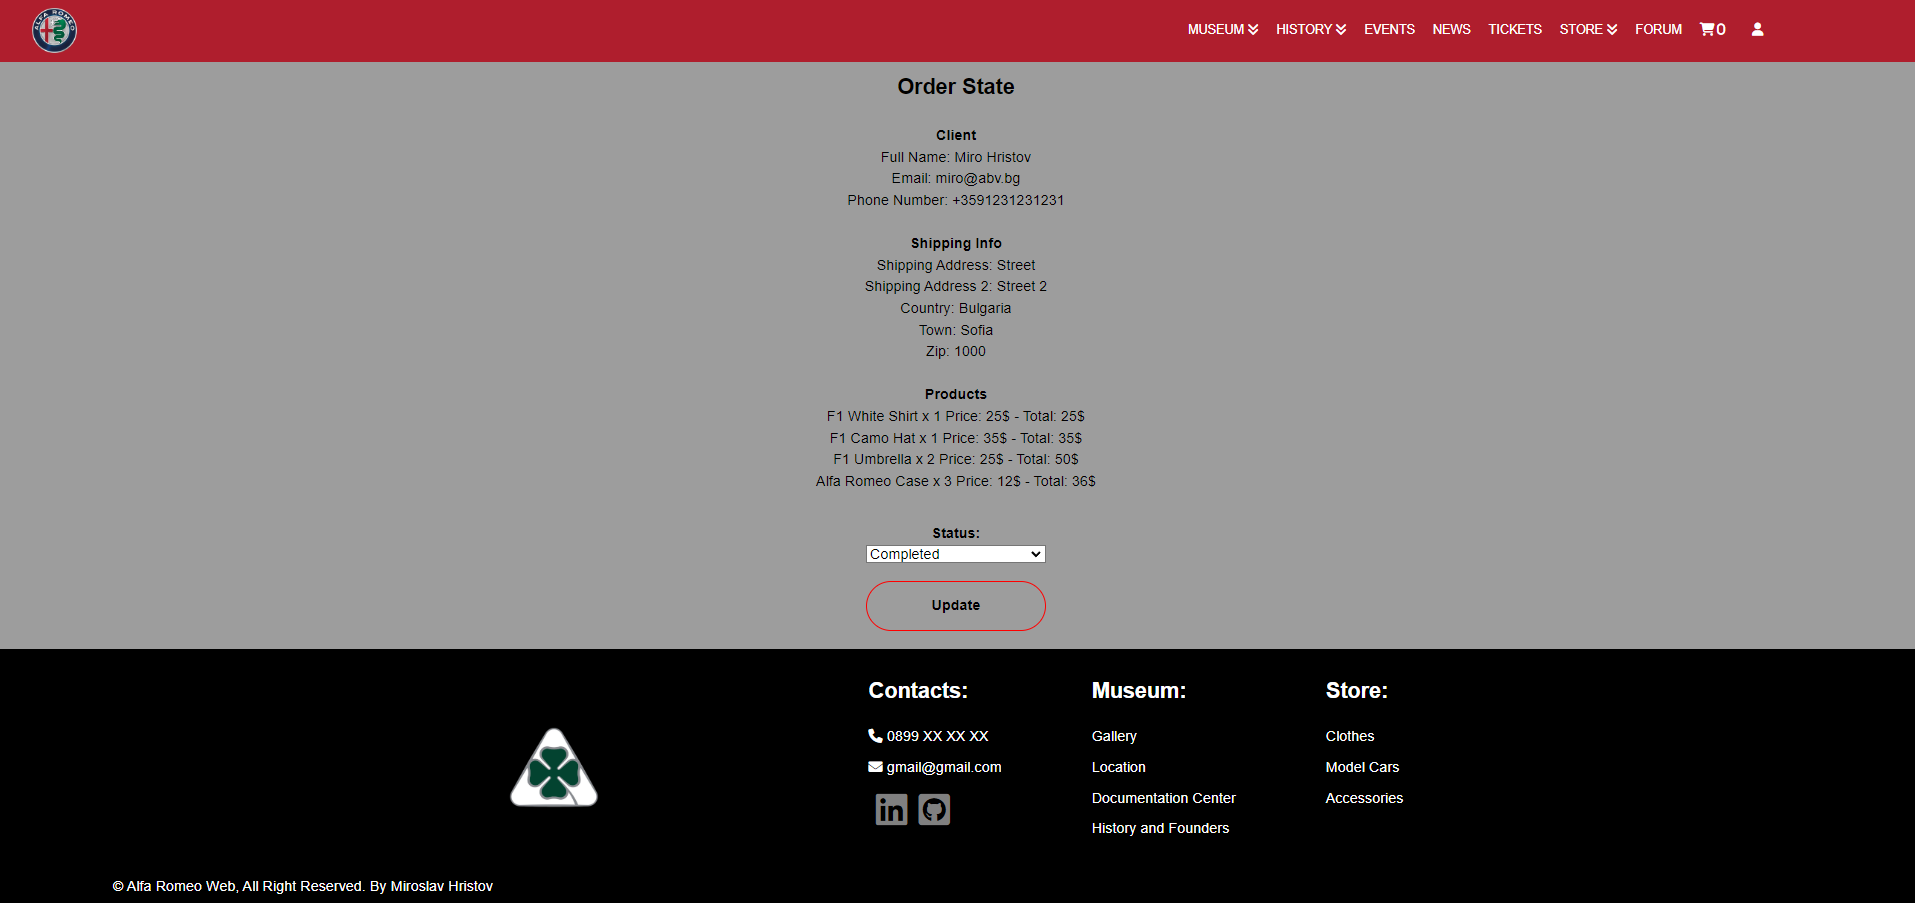 ALFA ROMEO
MUSEUM HISTORY EVENTS NEWS TICKETS STORE FORUM 0
Order State
Client
Full Name: Miro Hristov
Email: miro@abv.bg
Phone Number: +3591231231231
Shipping Info
Shipping Address: Street
Shipping Address 2: Street 2
Country: Bulgaria
Town: Sofia
Zip: 1000
Products
F1 White Shirt x 1 Price: 25$ - Total: 25$
F1 Camo Hat x 1 Price: 35$ - Total: 35$
F1 Umbrella x 2 Price: 25$ - Total: 50$
Alfa Romeo Case x 3 Price: 12$ - Total: 36$
Status:
Completed
Update
Contacts:
0899 XX XX XX
gmail@gmail.com
in
Museum:
Gallery
Location
Documentation Center
History and Founders
Store:
Clothes
Model Cars
Accessories
© Alfa Romeo Web, All Right Reserved. By Miroslav Hristov